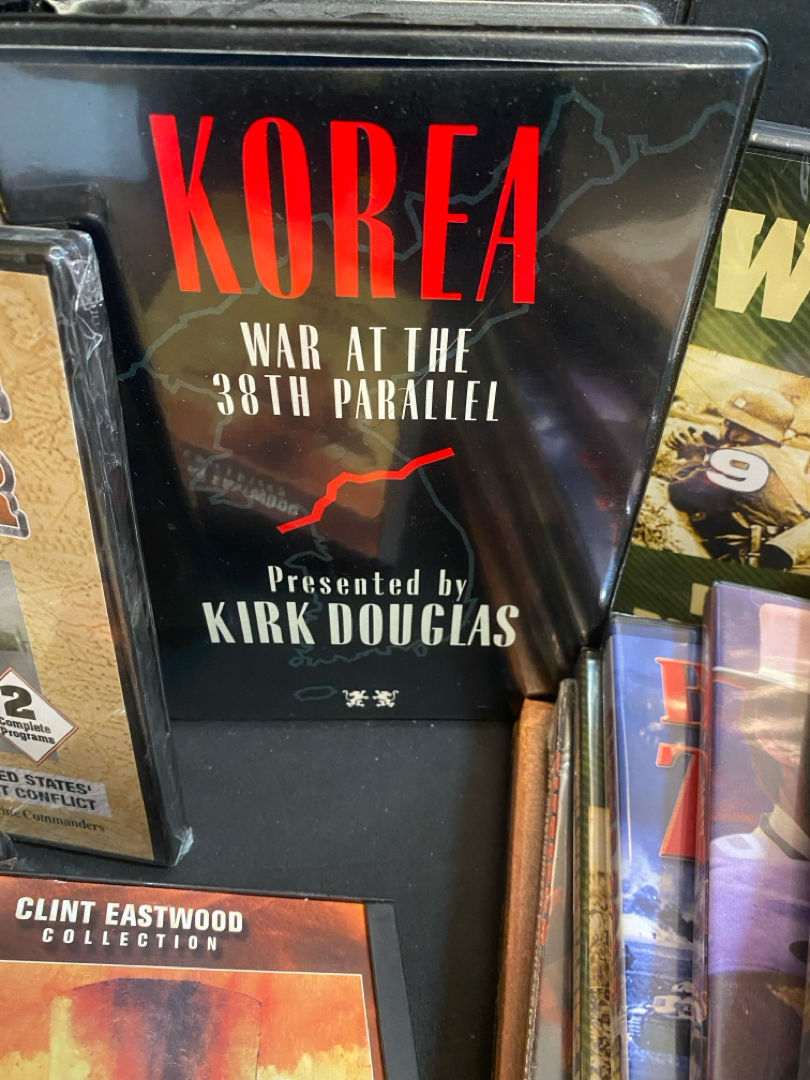 KOREA
WAR AT THE
38TH PARALLEL
Presented by
KIRK DOUGLAS
W
9
R
2
Complete
Programs
ED STATES'
T CONFLICT
Commanders
CLINT EASTWOOD
COLLECTION